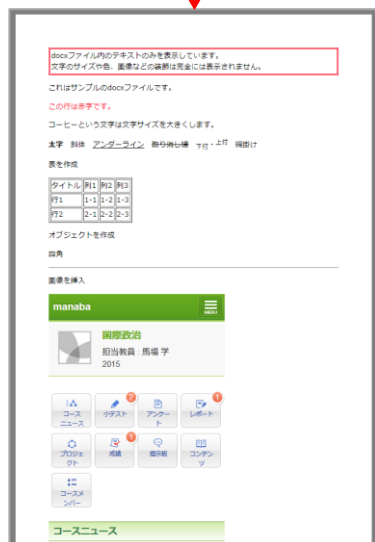 docxファイル内のテキストのみを表示しています。
文字のサイズや色、画像などの装飾は完全には表示されません。
これはサンプルのdocxファイルです。
この行は赤字です。
コーヒーという文字は文字サイズを大きくします。
太字 斜体 アンダーライン 取り消し線 下付・上付 網掛け
表を作成
タイトル 列1 列2 列3
行1 1-1 1-2 1-3
行2 2-1 2-2 2-3
オブジェクトを作成
四角
画像を挿入
manaba
MENU
国際政治
担当教員 : 馬場 学
2015
2
1
コース
ニュース
小テスト
アンケー
ト
レポート
1
プロジェ
クト
成績
掲示板
コンテン
ツ
コースメ
ンバー
コースニュース